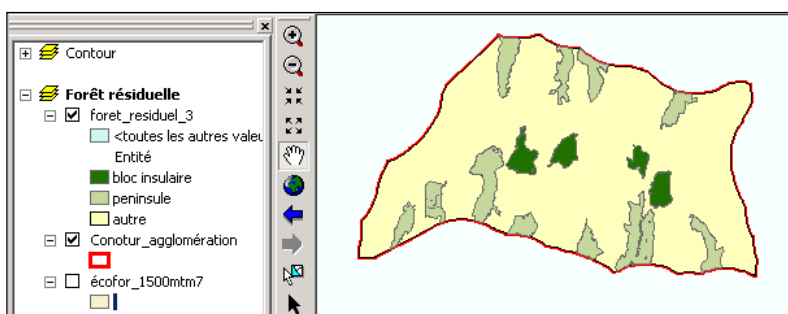 Contour
Forêt résiduelle
foret_residuel_3
<toutes les autres valeu
Entité
bloc insulaire
peninsule
autre
Conotur_agglomération
écofor_1500mtm7